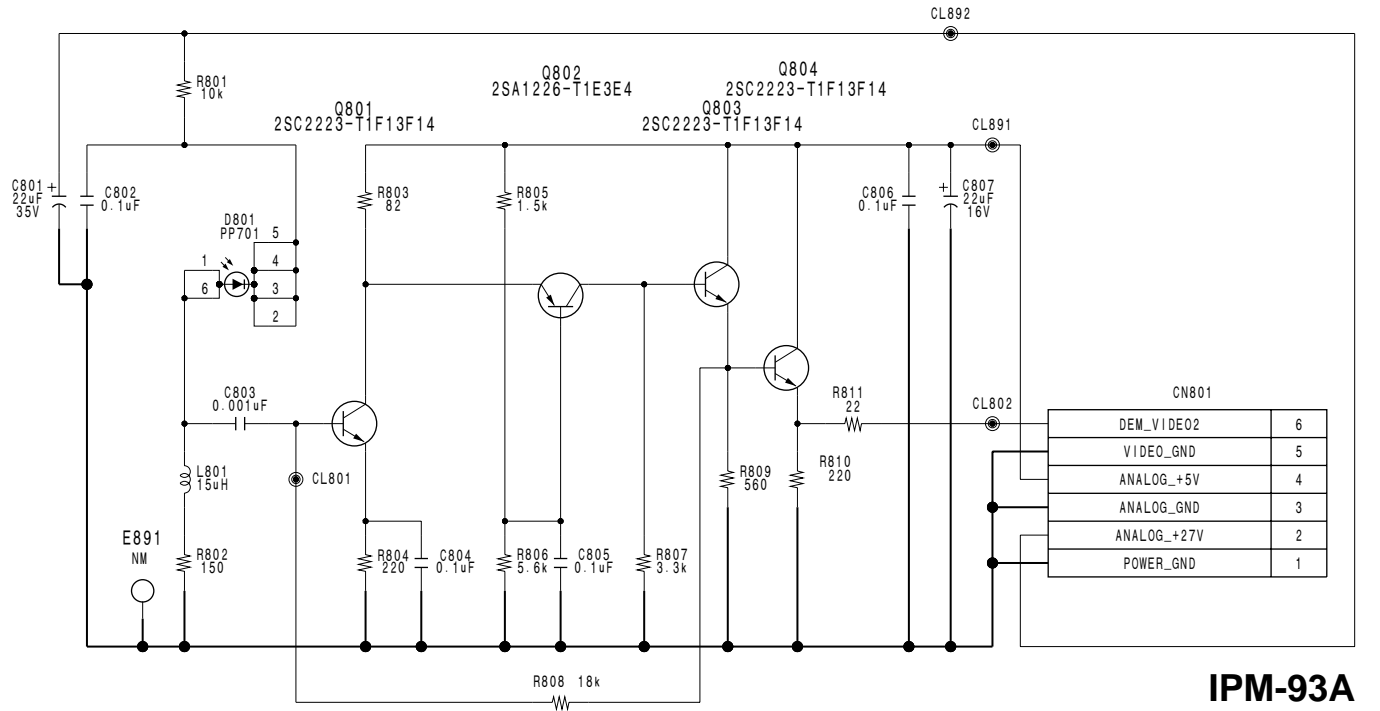 CL892
R801
10k
Q802
2SA1226-T1E3E4
Q804
2SC2223-T1F13F14
Q801
2SC2223-T1F13F14
Q803
2SC2223-T1F13F14
CL891
C801
22uF
35V
+
C802
0.1uF
R803
82
R805
1.5k
C806
0.1uF
+
C807
22uF
16V
D801
PP701
5
1
4
6
3
2
C803
0.001uF
R811
22
CL802
CN801
DEM_VIDEO2 6
VIDEO_GND 5
ANALOG_+5V 4
ANALOG_GND 3
ANALOG_+27V 2
POWER_GND 1
L801
15uH
CL801
R809
560
R810
220
E891
NM
R802
150
R804
220
C804
0.1uF
R806
5.6k
C805
0.1uF
R807
3.3k
R808 18k
IPM-93A